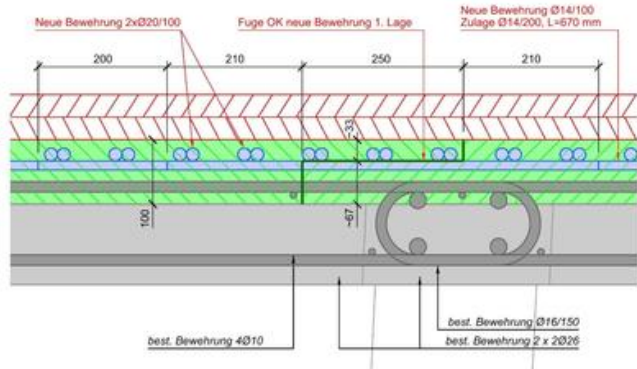 Neue Bewehrung 2xØ20/100
Fuge OK neue Bewehrung 1. Lage
Neue Bewehrung Ø14/100
Zulage Ø14/200, L=670 mm
200
210
250
210
~33
100
~67
best. Bewehrung Ø16/150
best. Bewehrung 4Ø10
best. Bewehrung 2 x 2Ø26